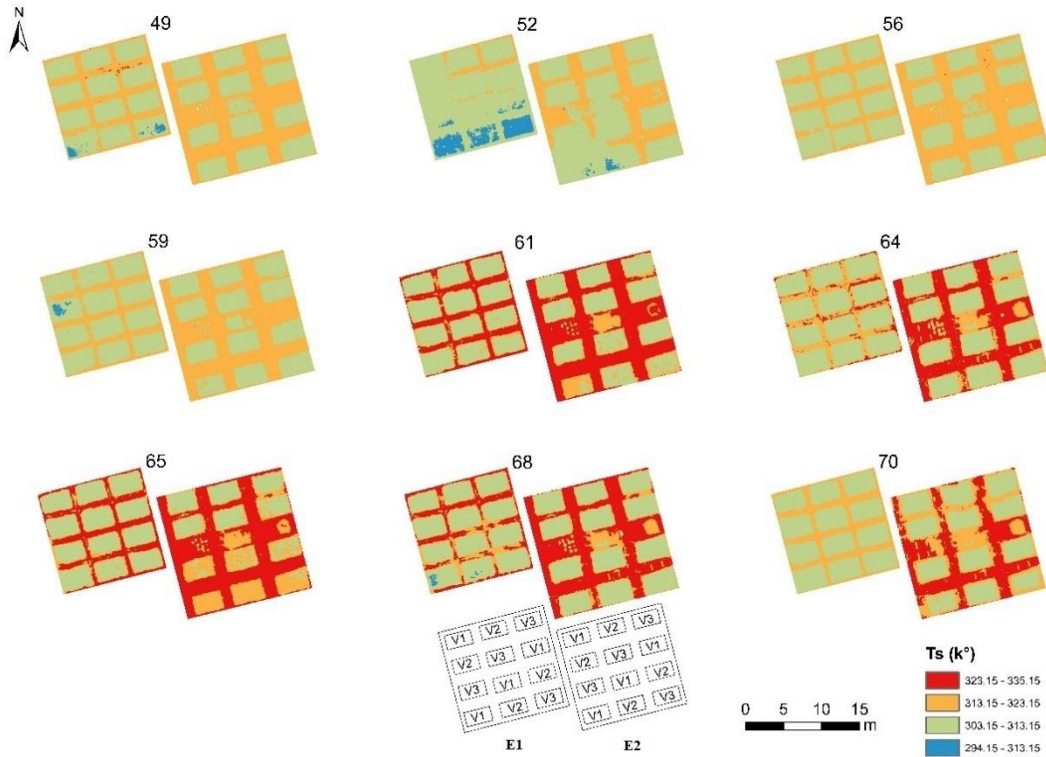 N
49
52
56
59
61
64
65
68
70
V1 V2 V3
V2 V3 V1
V3 V1 V2
V1 V2 V3
E1
V1 V2 V3
V2 V3 V1
V3 V1 V2
V1 V2 V3
E2
0 5 10 15
m
Ts (k°)
323.15 - 335.15
313.15 - 323.15
303.15 - 313.15
294.15 - 313.15